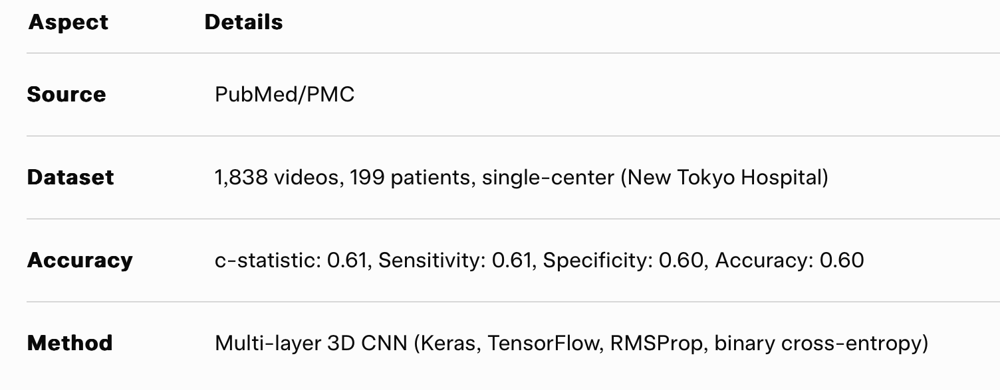 Aspect Details
Source PubMed/PMC
Dataset 1,838 videos, 199 patients, single-center (New Tokyo Hospital)
Accuracy c-statistic: 0.61, Sensitivity: 0.61, Specificity: 0.60, Accuracy: 0.60
Method Multi-layer 3D CNN (Keras, TensorFlow, RMSProp, binary cross-entropy)